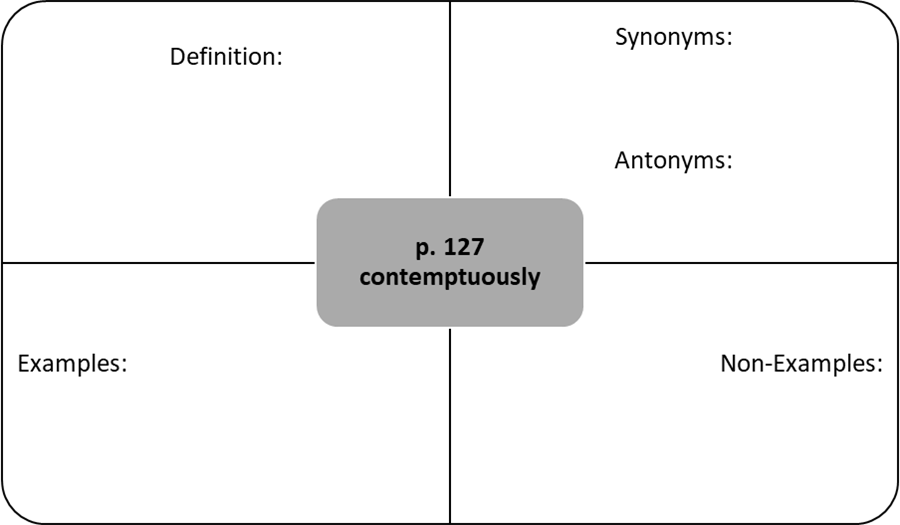 Definition:
Synonyms:
Antonyms:
p. 127
contemptuously
Examples:
Non-Examples: